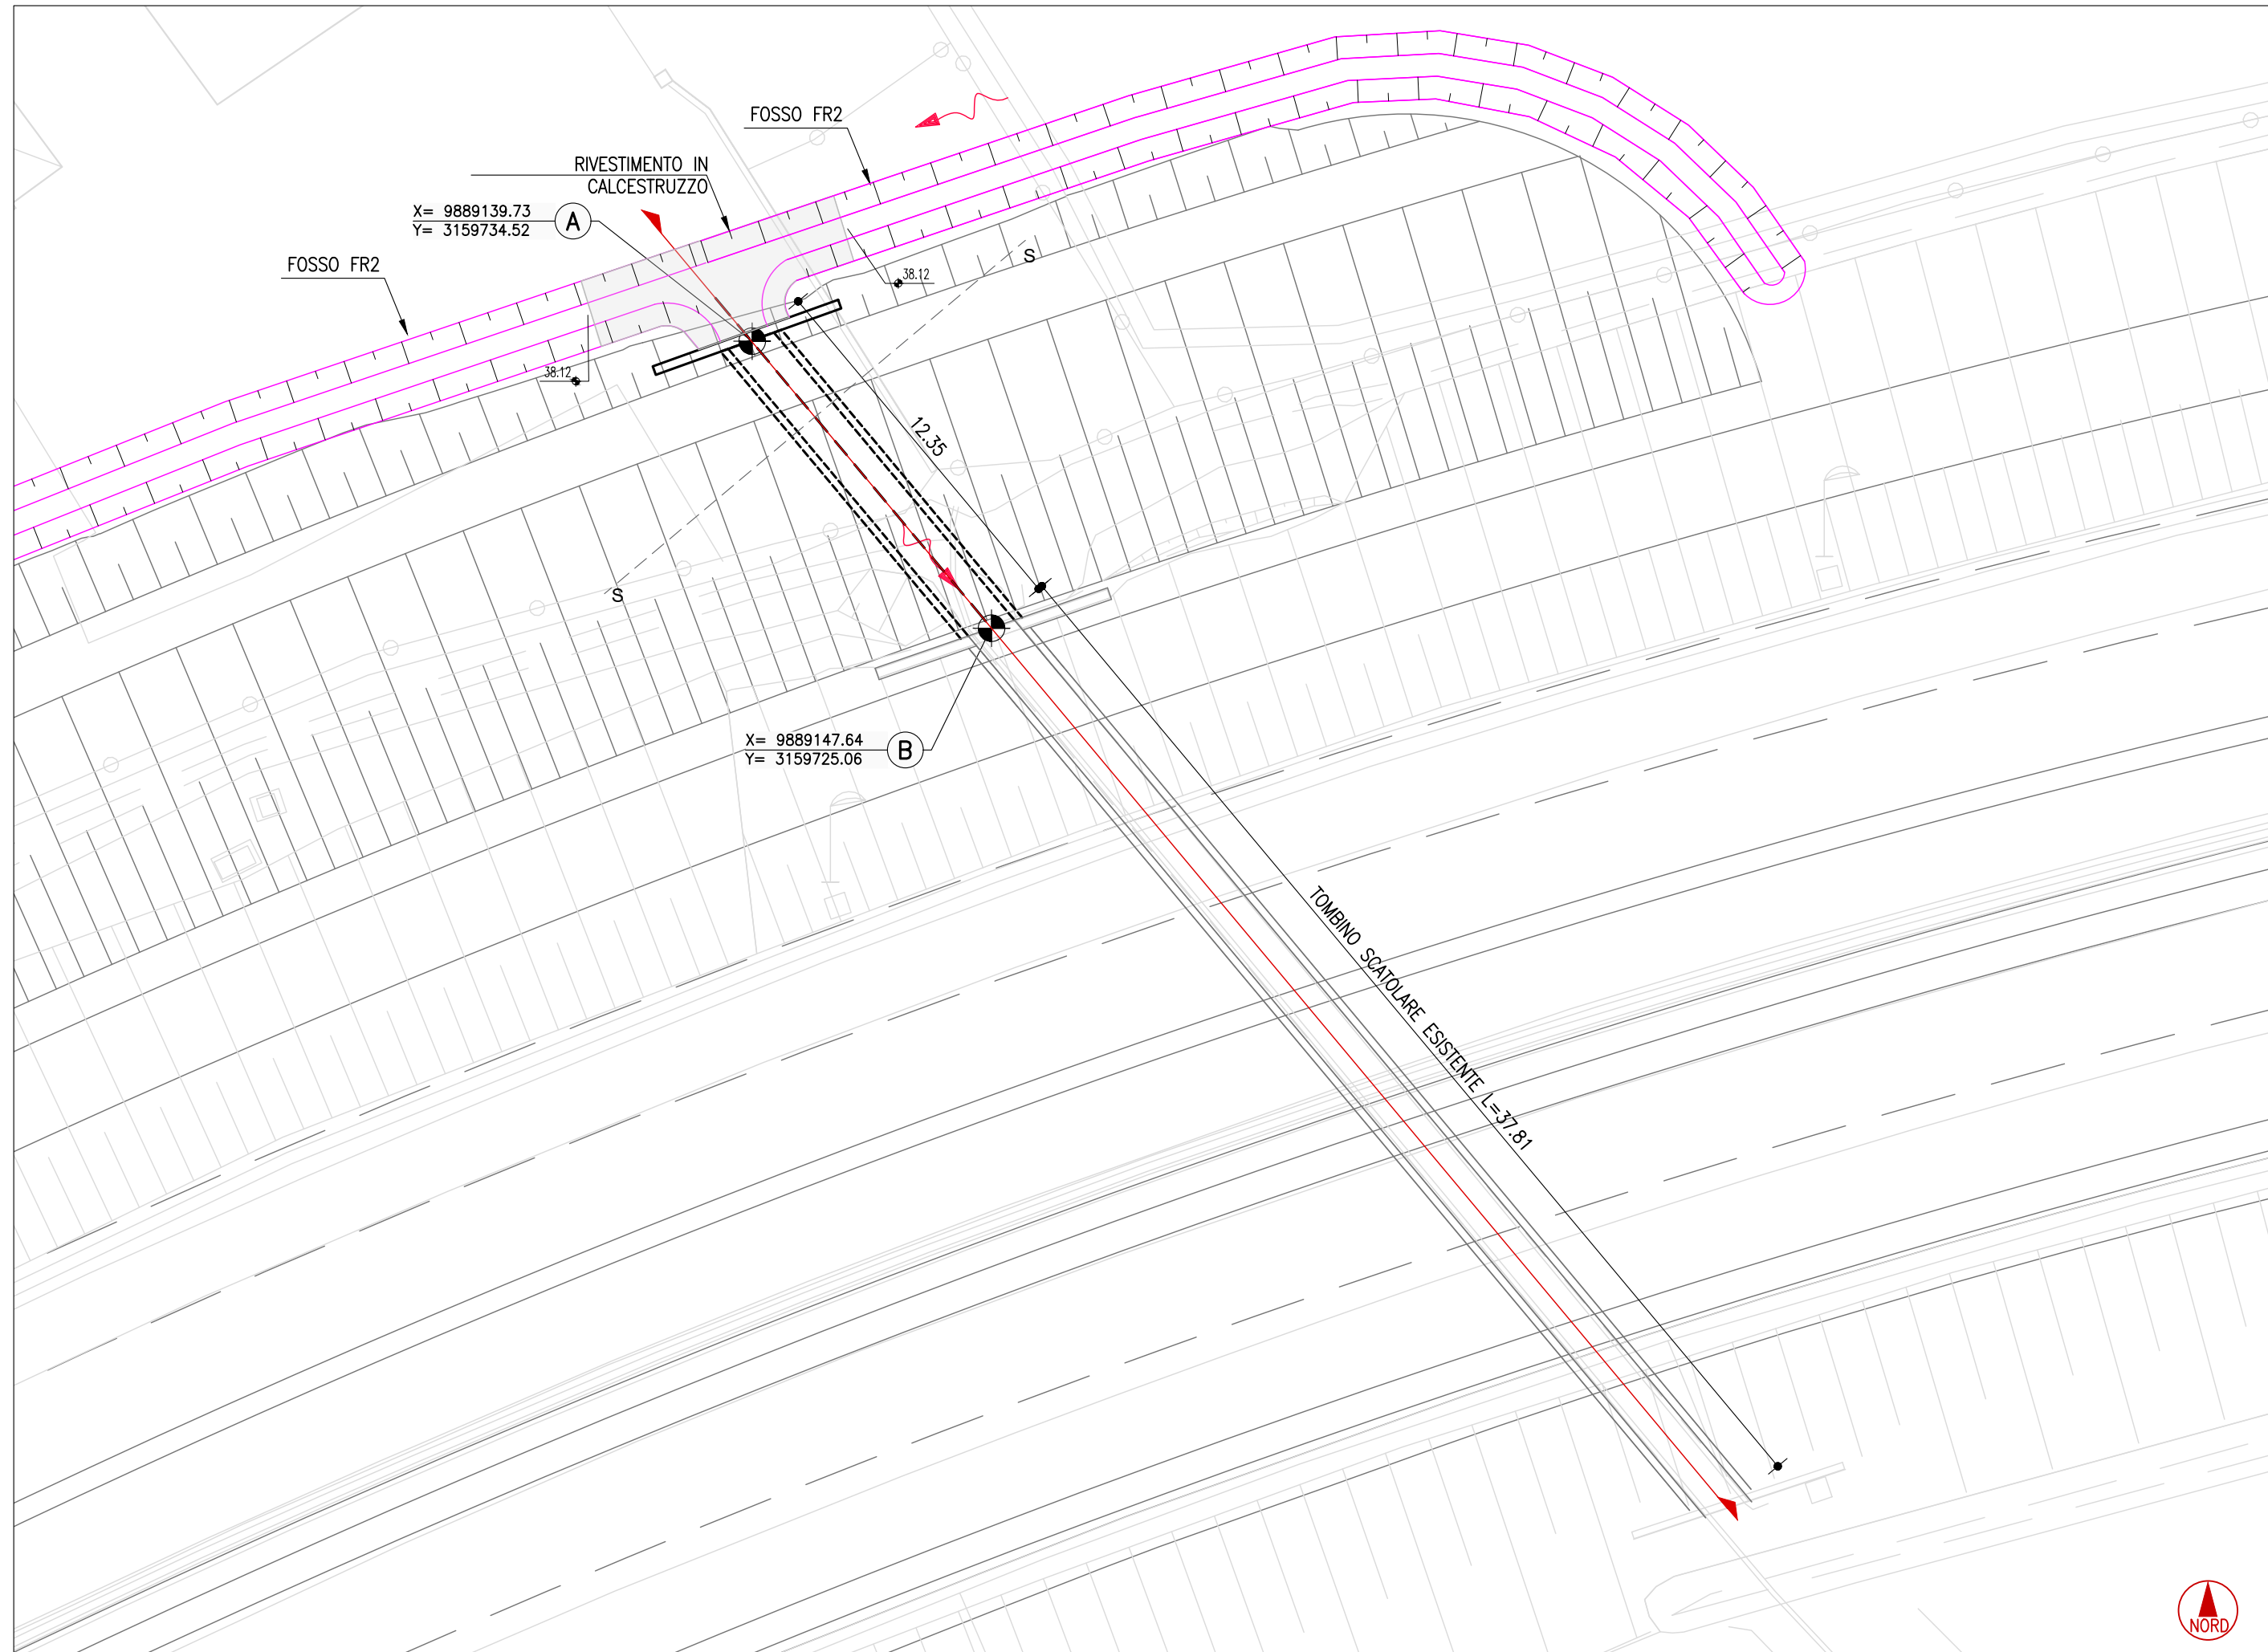 FOSSO FR2
RIVESTIMENTO IN
CALCESTRUZZO
X= 9889139.73
Y= 3159734.52
A
FOSSO FR2
38.12
S
38.12
12.35
S
X= 9889147.64
Y= 3159725.06
B
TOMBINO SCATOLARE ESISTENTE L=37.81
NORD